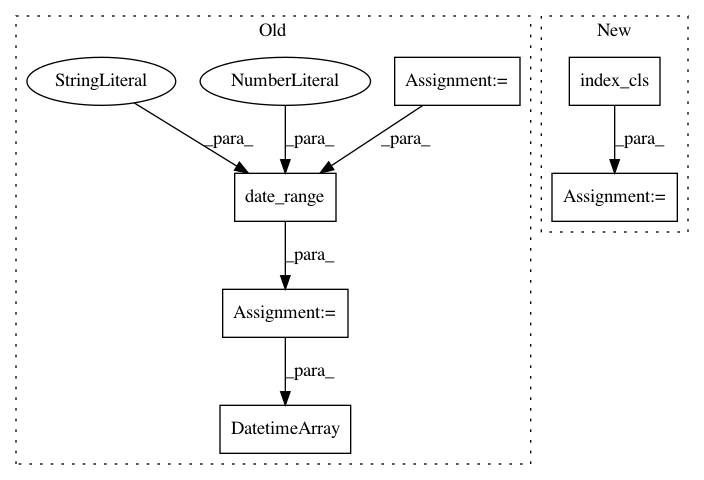 Old
New
StringLiteral
NumberLiteral
Assignment:=
index_cls
_para_
_para_
_para_
_para_
date_range
Assignment:=
_para_
Assignment:=
_para_
DatetimeArray